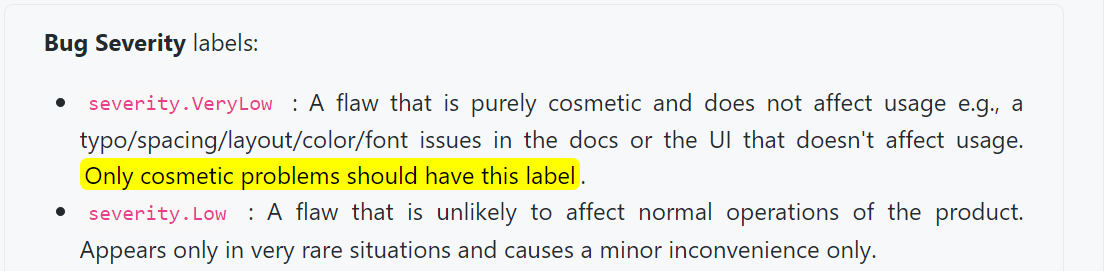 Bug Severity labels:
• severity.VeryLow : A flaw that is purely cosmetic and does not affect usage e.g., a
typo/spacing/layout/color/font issues in the docs or the UI that doesn't affect usage.
Only cosmetic problems should have this label.
• severity.Low : A flaw that is unlikely to affect normal operations of the product.
Appears only in very rare situations and causes a minor inconvenience only.